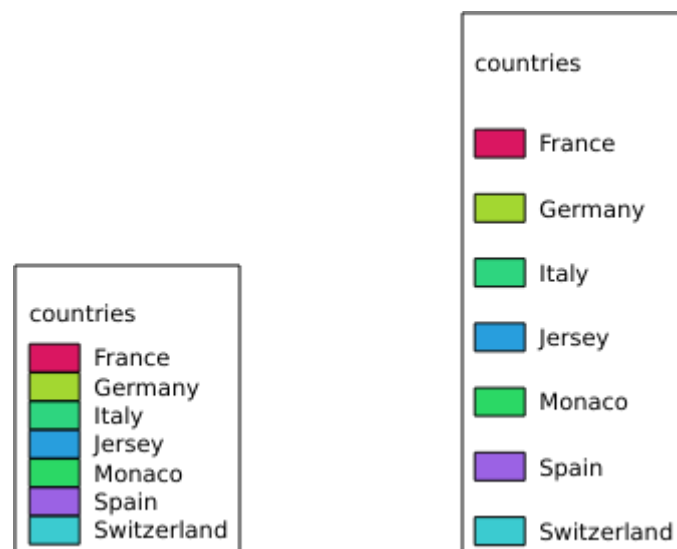 countries
France
Germany
Italy
Jersey
Monaco
Spain
Switzerland
countries
France
Germany
Italy
Jersey
Monaco
Spain
Switzerland